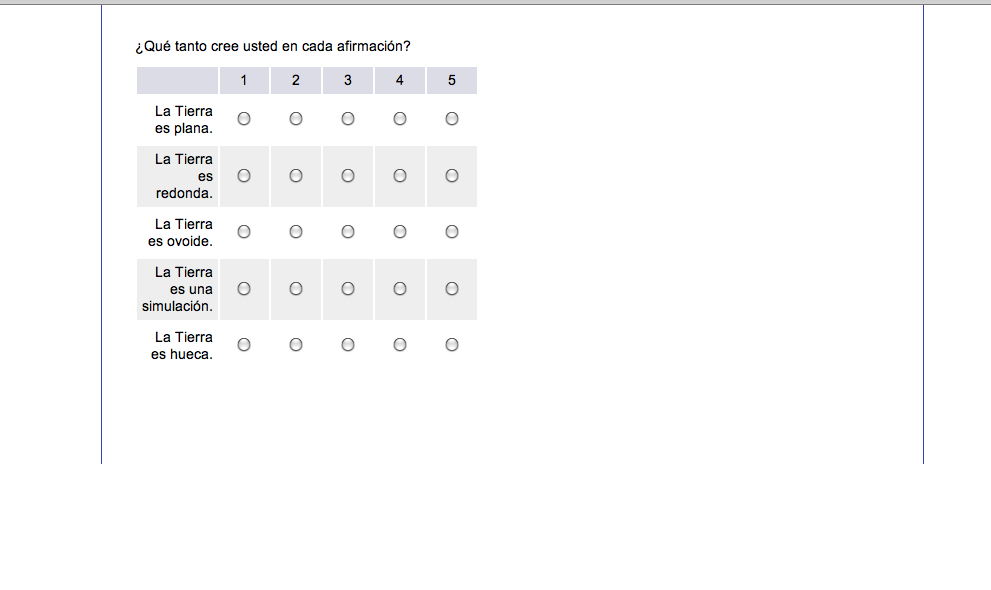 ¿Qué tanto cree usted en cada afirmación?
1 2 3 4 5
La Tierra
es plana.
La Tierra
es
redonda.
La Tierra
es ovoide.
La Tierra
es una
simulación.
La Tierra
es hueca.